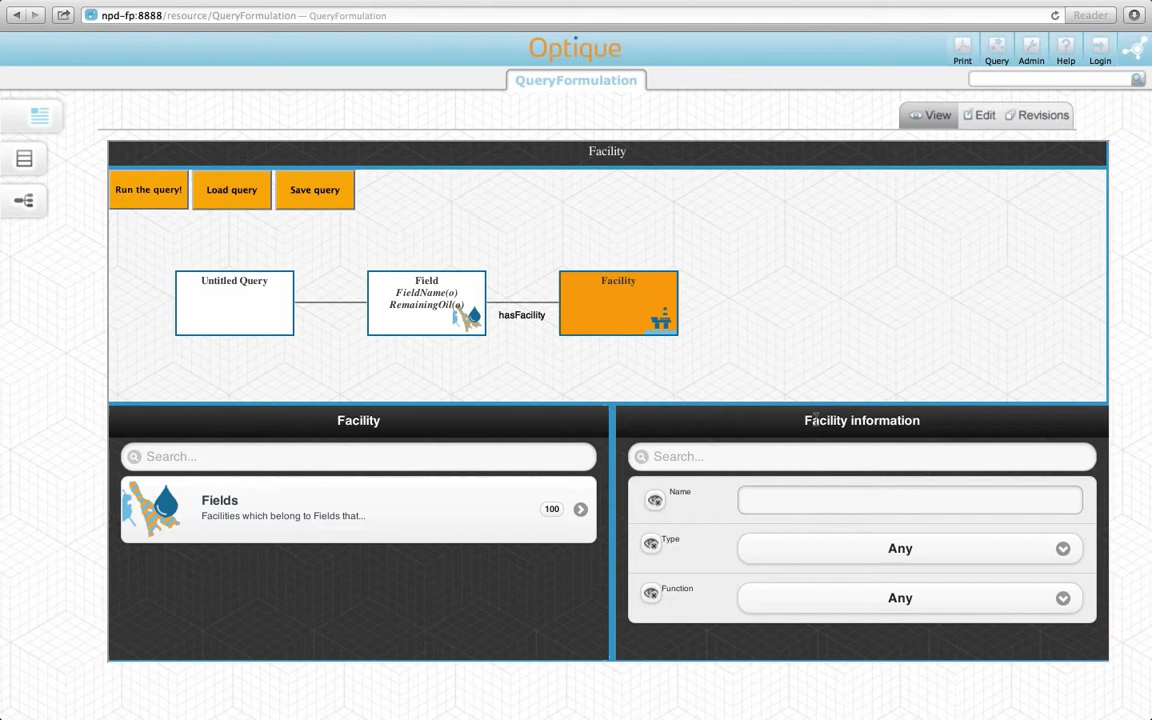 npd-fp:8888/resource/QueryFormulation — QueryFormulation
Reader
Optique
Print Query Admin Help Login
QueryFormulation
View Edit Revisions
Facility
Run the query! Load query Save query
Untitled Query
Field
FieldName(o)
RemainingOil(o)
hasFacility
Facility
Facility
Search...
Fields
Facilities which belong to Fields that...
100
Facility information
Search...
Name
Type Any
Function Any